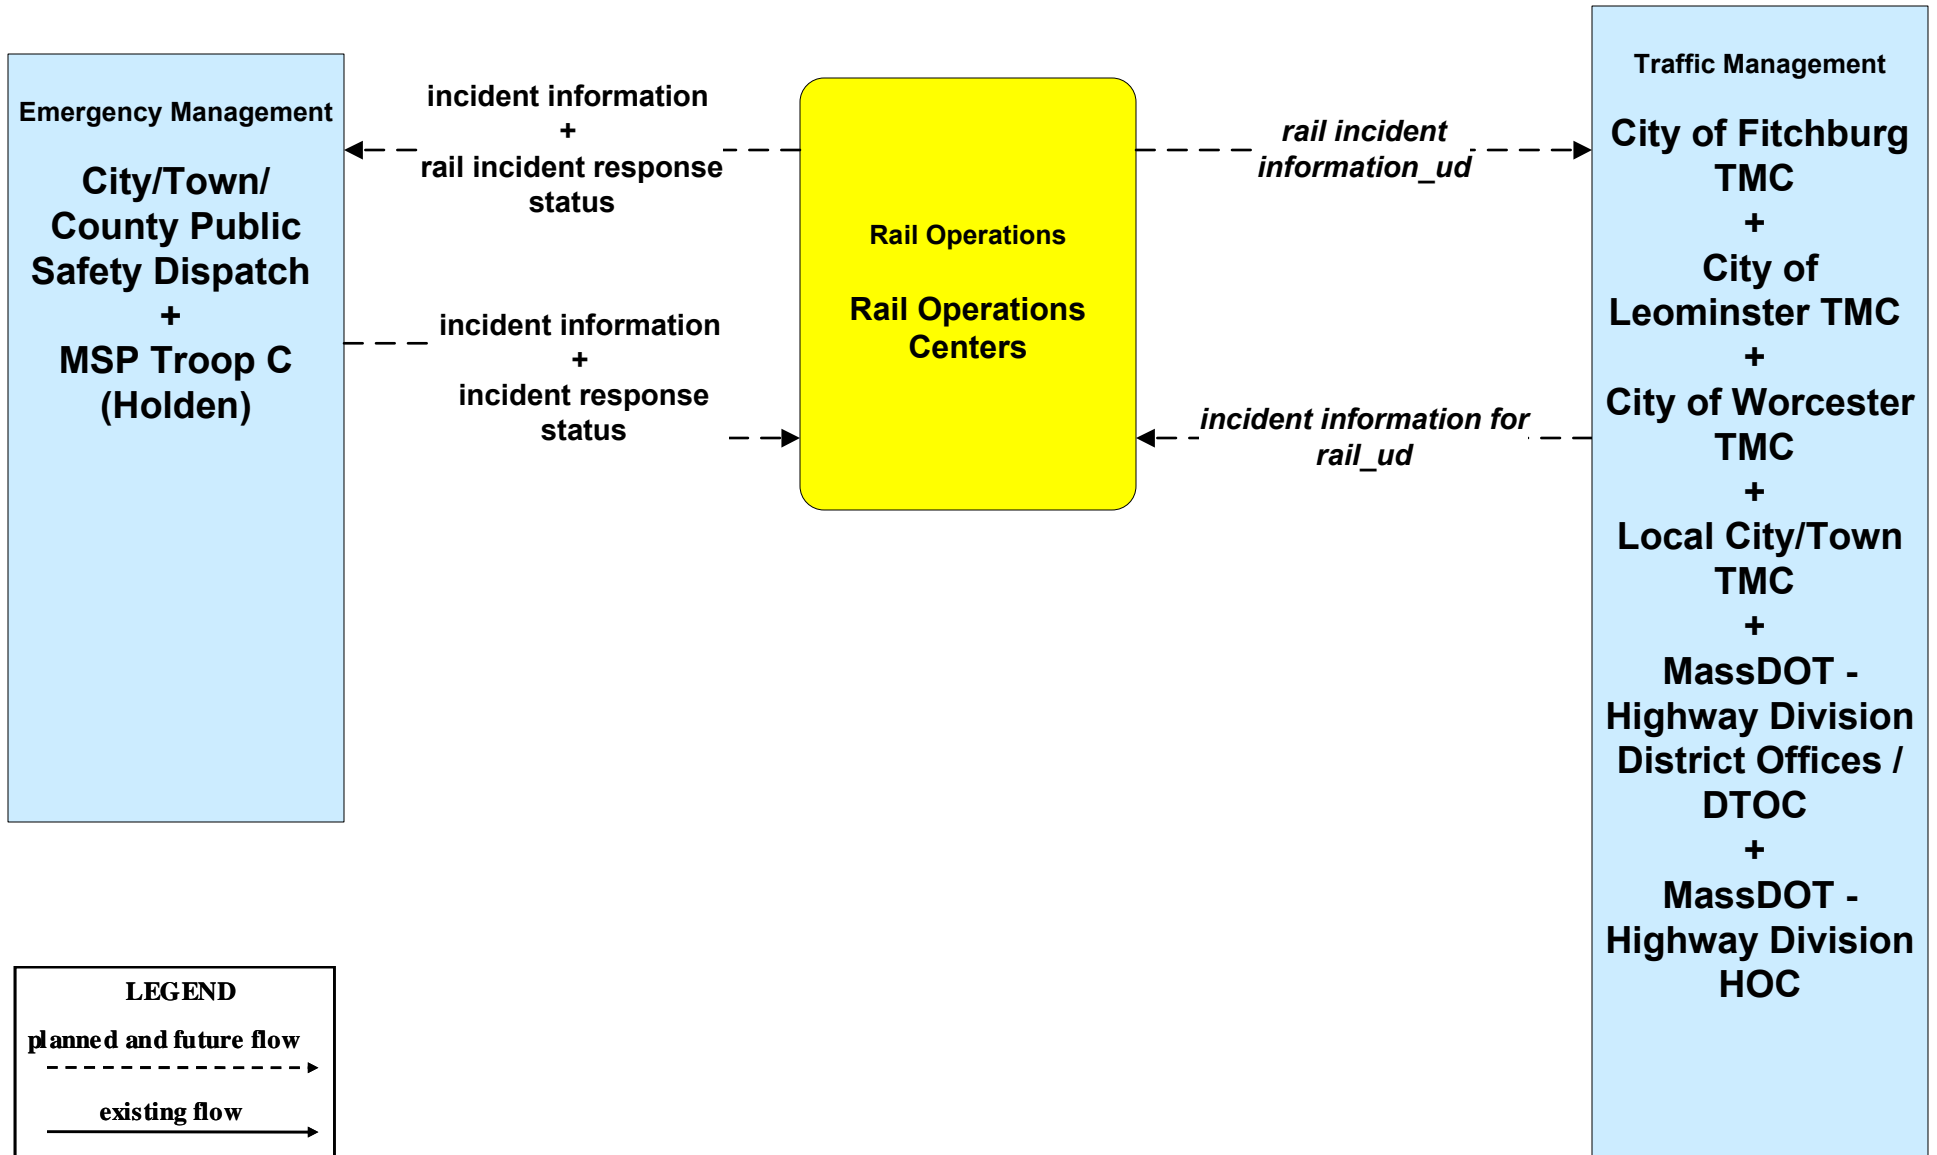 Emergency Management
City/Town/
County Public
Safety Dispatch
+
MSP Troop C
(Holden)
incident information
+
rail incident response
status
incident information
+
incident response
status
Rail Operations
Rail Operations
Centers
rail incident
information_ud
incident information for
rail_ud
Traffic Management
City of Fitchburg
TMC
+
City of
Leominster TMC
+
City of Worcester
TMC
+
Local City/Town
TMC
+
MassDOT -
Highway Division
District Offices /
DTOC
+
MassDOT -
Highway Division
HOC
LEGEND
planned and future flow
existing flow